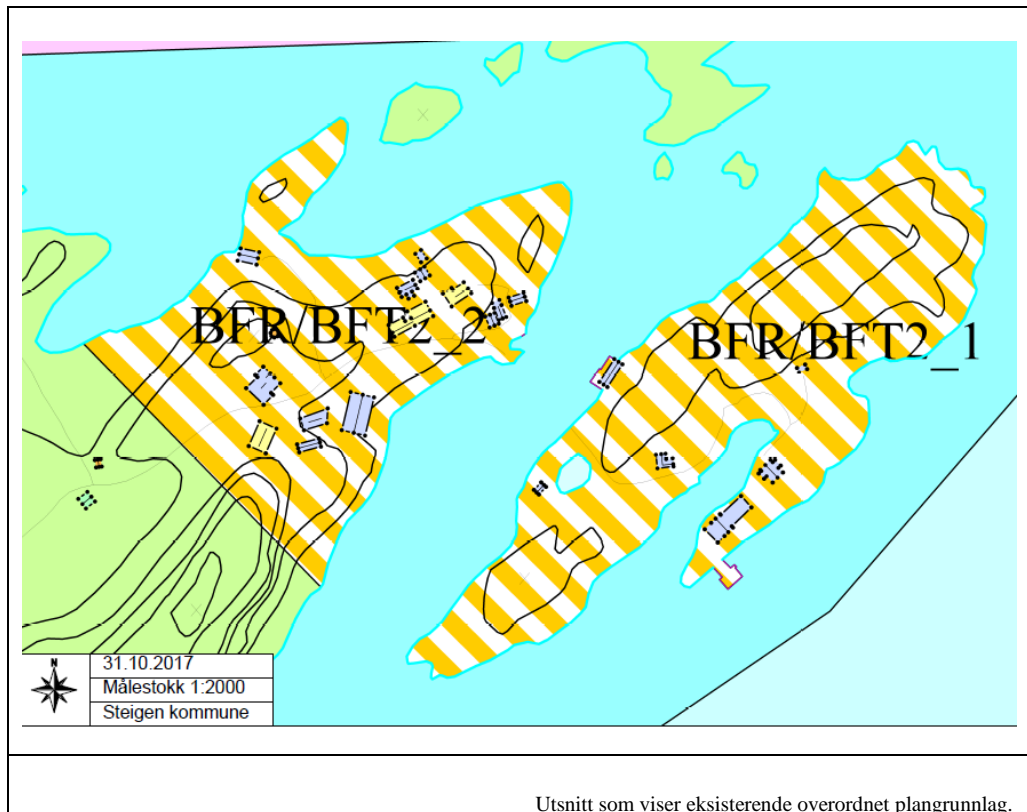 BFR/BFT2_2
BFR/BFT2_1
N
31.10.2017
Målestokk 1:2000
Steigen kommune
Utsnitt som viser eksisterende overordnet plangrunnlag.